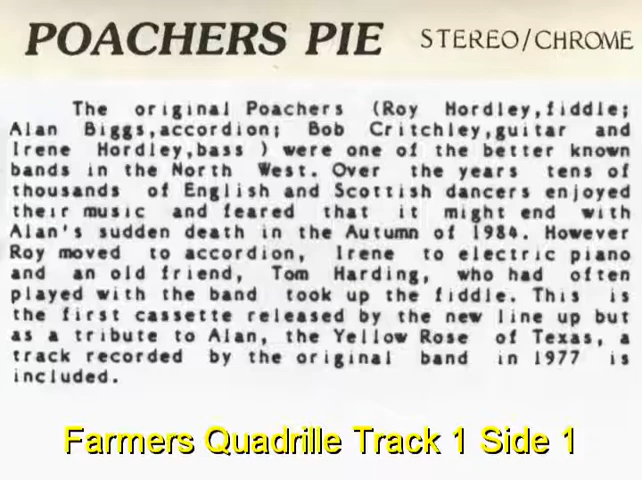 POACHERS PIE STEREO/CHROME
The original Poachers (Roy Hordley,fiddle;
Alan Biggs,accordion; Bob Critchley,guitar and
Irene Hordley,bass ) were one of the better known
bands in the North West. Over the years tens of
thousands of English and Scottish dancers enjoyed
their music and feared that it might end with
Alan's sudden death in the Autumn of 1984. However
Roy moved to accordion, Irene to electric piano
and an old friend, Tom Harding, who had often
played with the band took up the fiddle. This is
the first cassette released by the new line up but
as a tribute to Alan, the Yellow Rose of Texas, a
track recorded by the original band in 1977 is
included.
Farmers Quadrille Track 1 Side 1